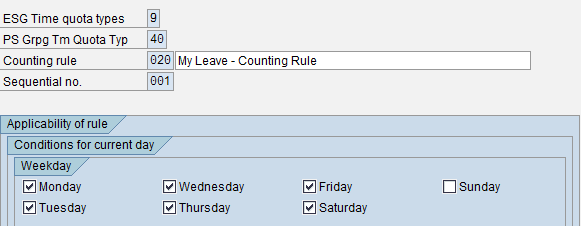 ESG Time quota types 9
PS Grpg Tm Quota Typ 40
Counting rule 020 My Leave - Counting Rule
Sequential no. 001
Applicability of rule
Conditions for current day
Weekday
Monday Wednesday Friday Sunday
Tuesday Thursday Saturday